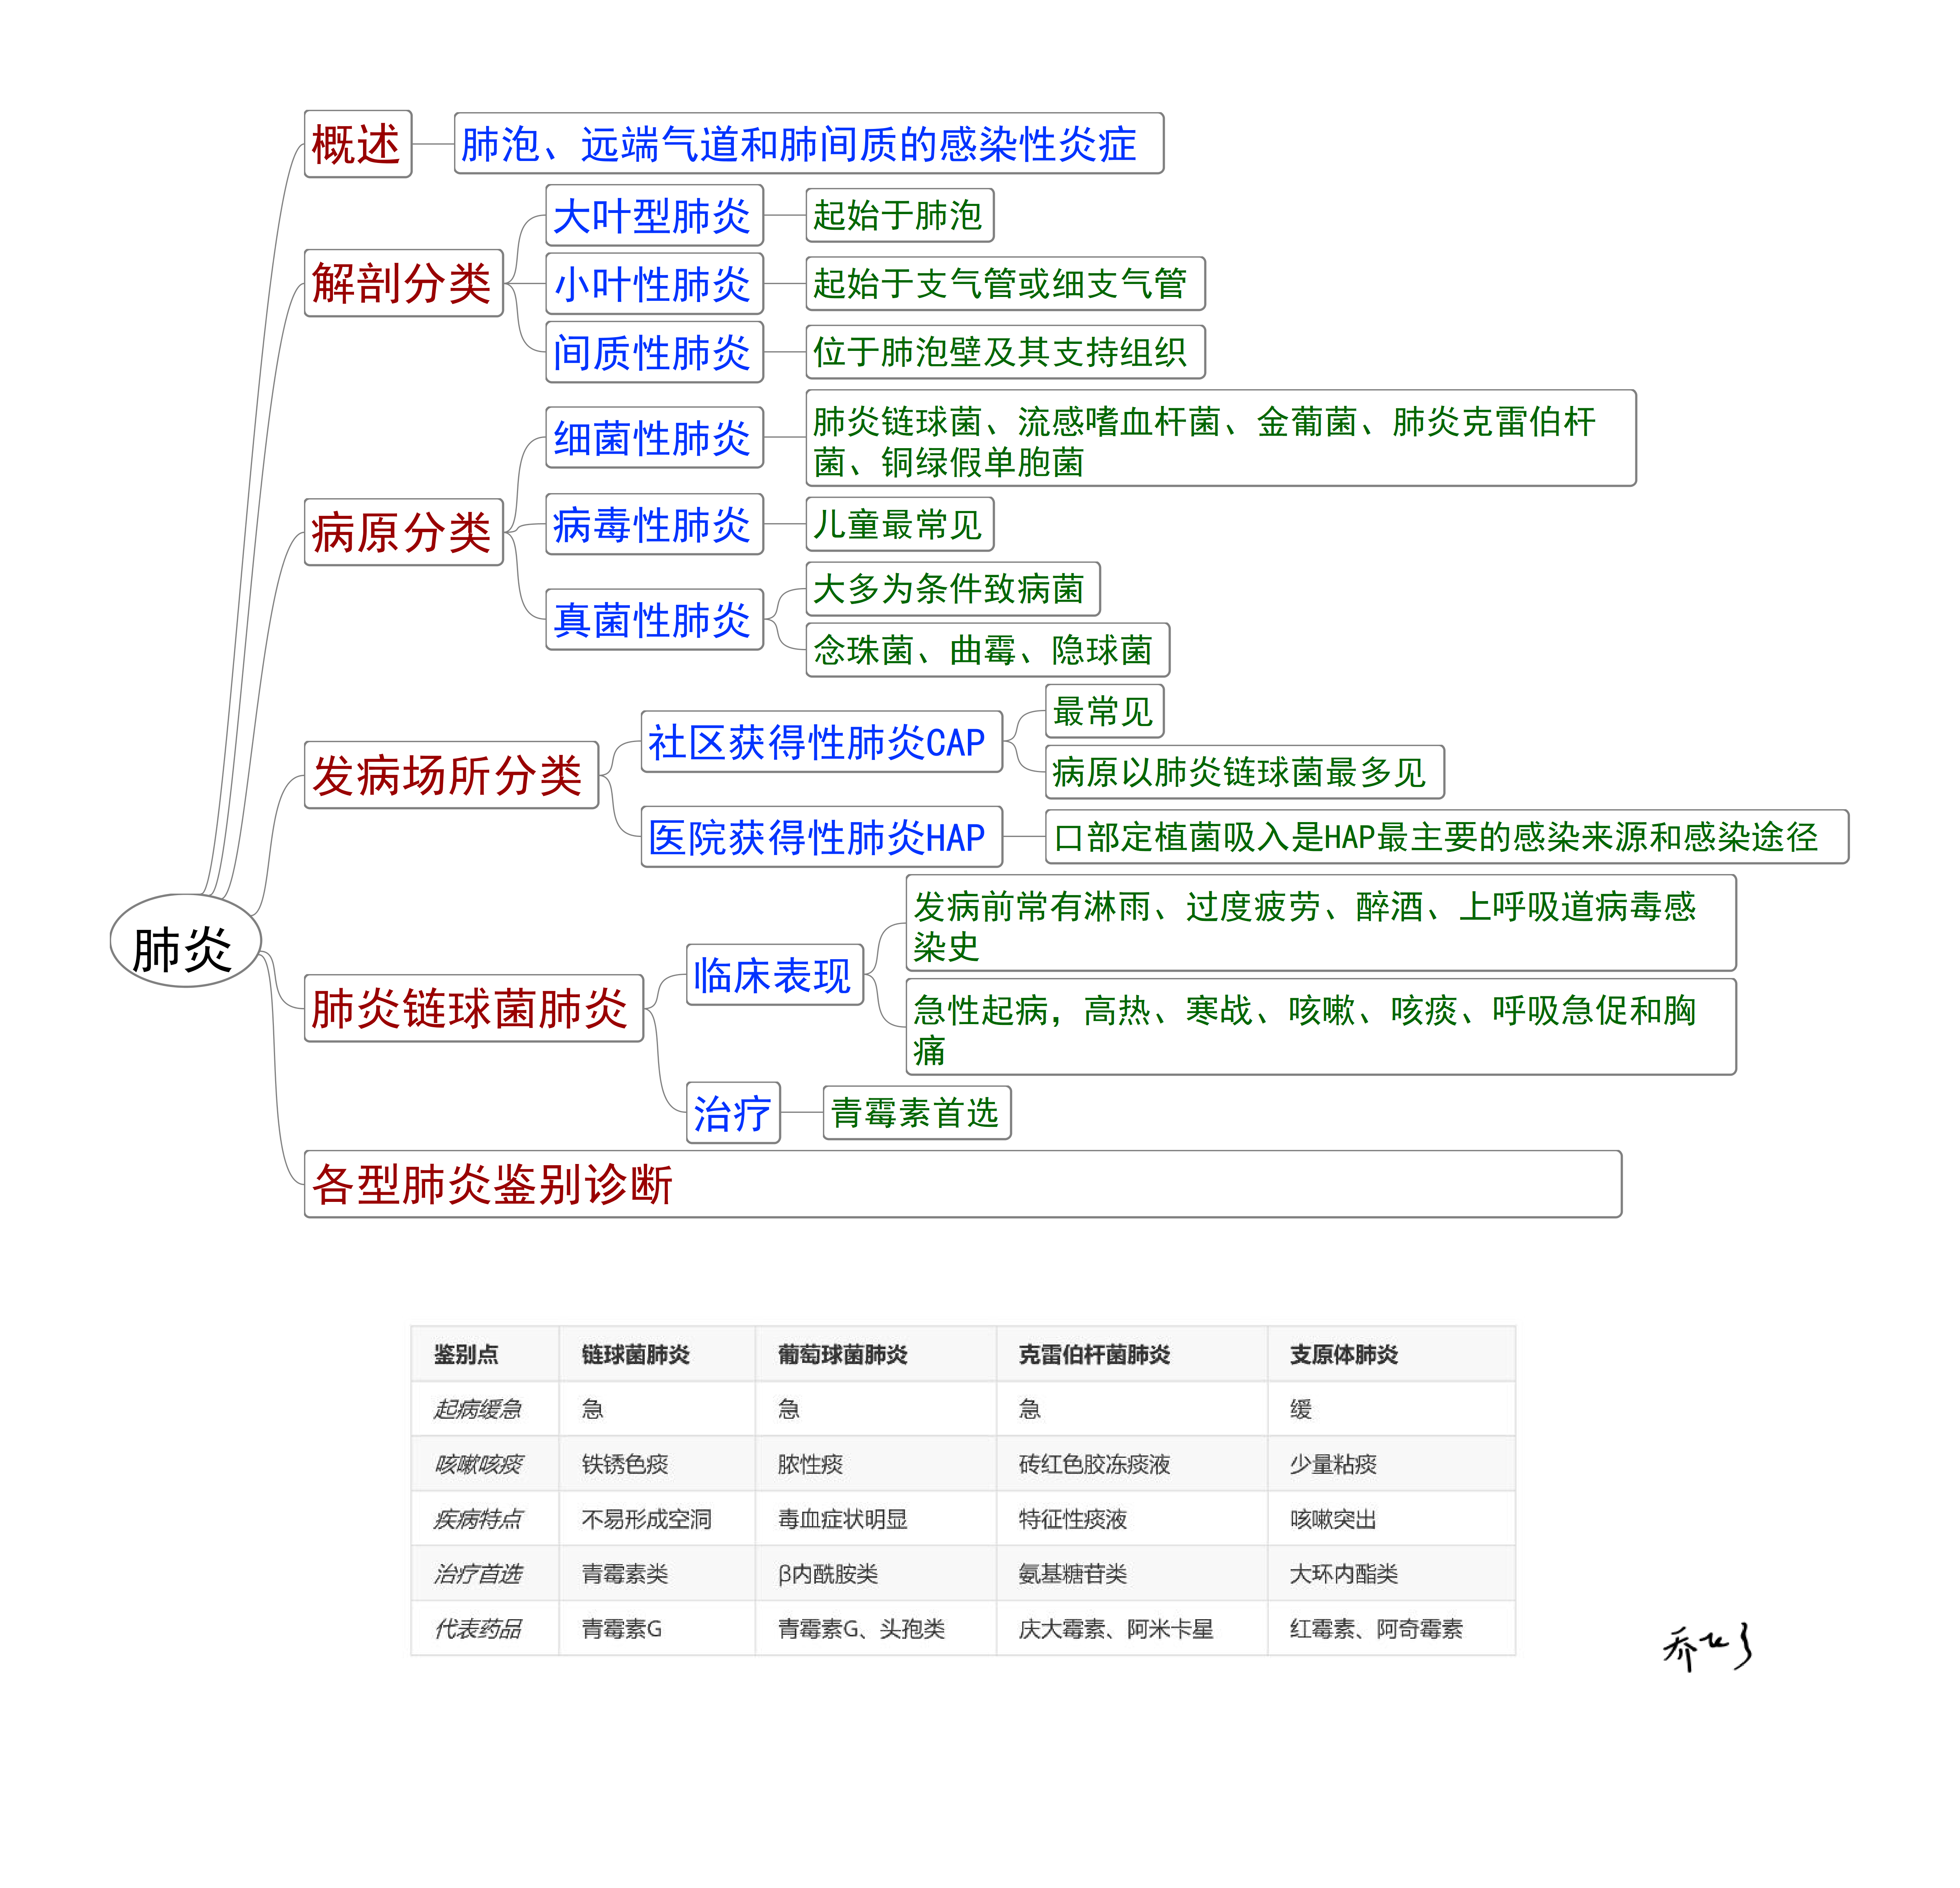 概述
肺泡、远端气道和肺间质的感染性炎症
解剖分类
大叶型肺炎
起始于肺泡
小叶性肺炎
起始于支气管或细支气管
间质性肺炎
位于肺泡壁及其支持组织
病原分类
细菌性肺炎
肺炎链球菌、流感嗜血杆菌、金葡菌、肺炎克雷伯杆
菌、铜绿假单胞菌
病毒性肺炎
儿童最常见
真菌性肺炎
大多为条件致病菌
念珠菌、曲霉、隐球菌
发病场所分类
社区获得性肺炎CAP
最常见
病原以肺炎链球菌最多见
医院获得性肺炎HAP
口部定植菌吸入是HAP最主要的感染来源和感染途径
肺炎
肺炎链球菌肺炎
临床表现
发病前常有淋雨、过度疲劳、醉酒、上呼吸道病毒感
染史
急性起病，高热、寒战、咳嗽、咳痰、呼吸急促和胸
痛
治疗
青霉素首选
各型肺炎鉴别诊断
鉴别点 链球菌肺炎 葡萄球菌肺炎 克雷伯杆菌肺炎 支原体肺炎
起病缓急 急 急 急 缓
咳嗽咳痰 铁锈色痰 脓性痰 砖红色胶冻痰液 少量粘痰
疾病特点 不易形成空洞 毒血症状明显 特征性痰液 咳嗽突出
治疗首选 青霉素类 β内酰胺类 氨基糖苷类 大环内酯类
代表药品 青霉素G 青霉素G、头孢类 庆大霉素、阿米卡星 红霉素、阿奇霉素